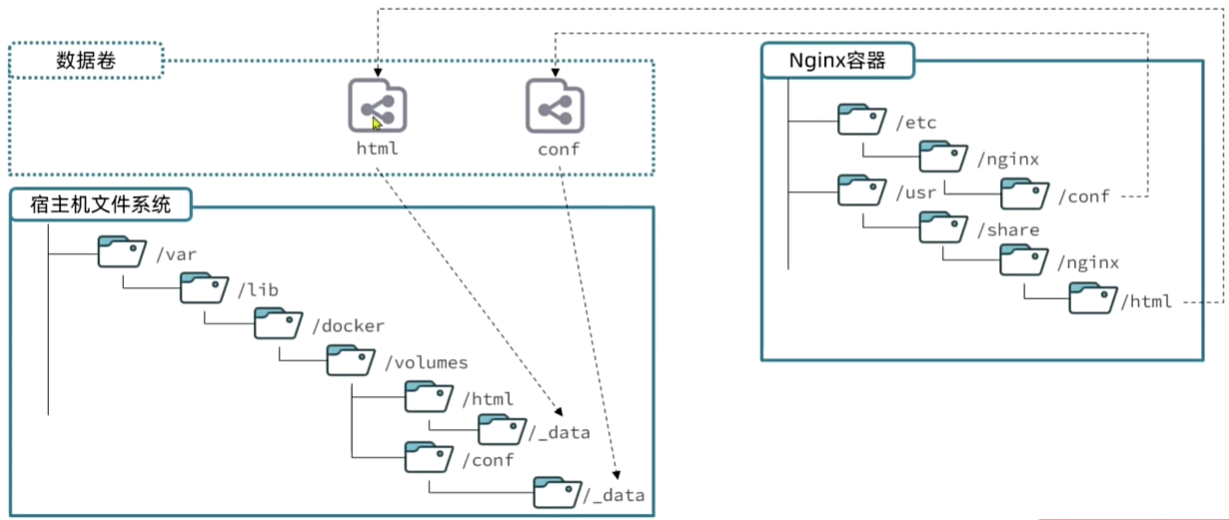 数据卷
html
conf
宿主机文件系统
/var
/lib
/docker
/volumes
/html
/_data
/conf
/_data
Nginx容器
/etc
/nginx
/conf
/usr
/share
/nginx
/html